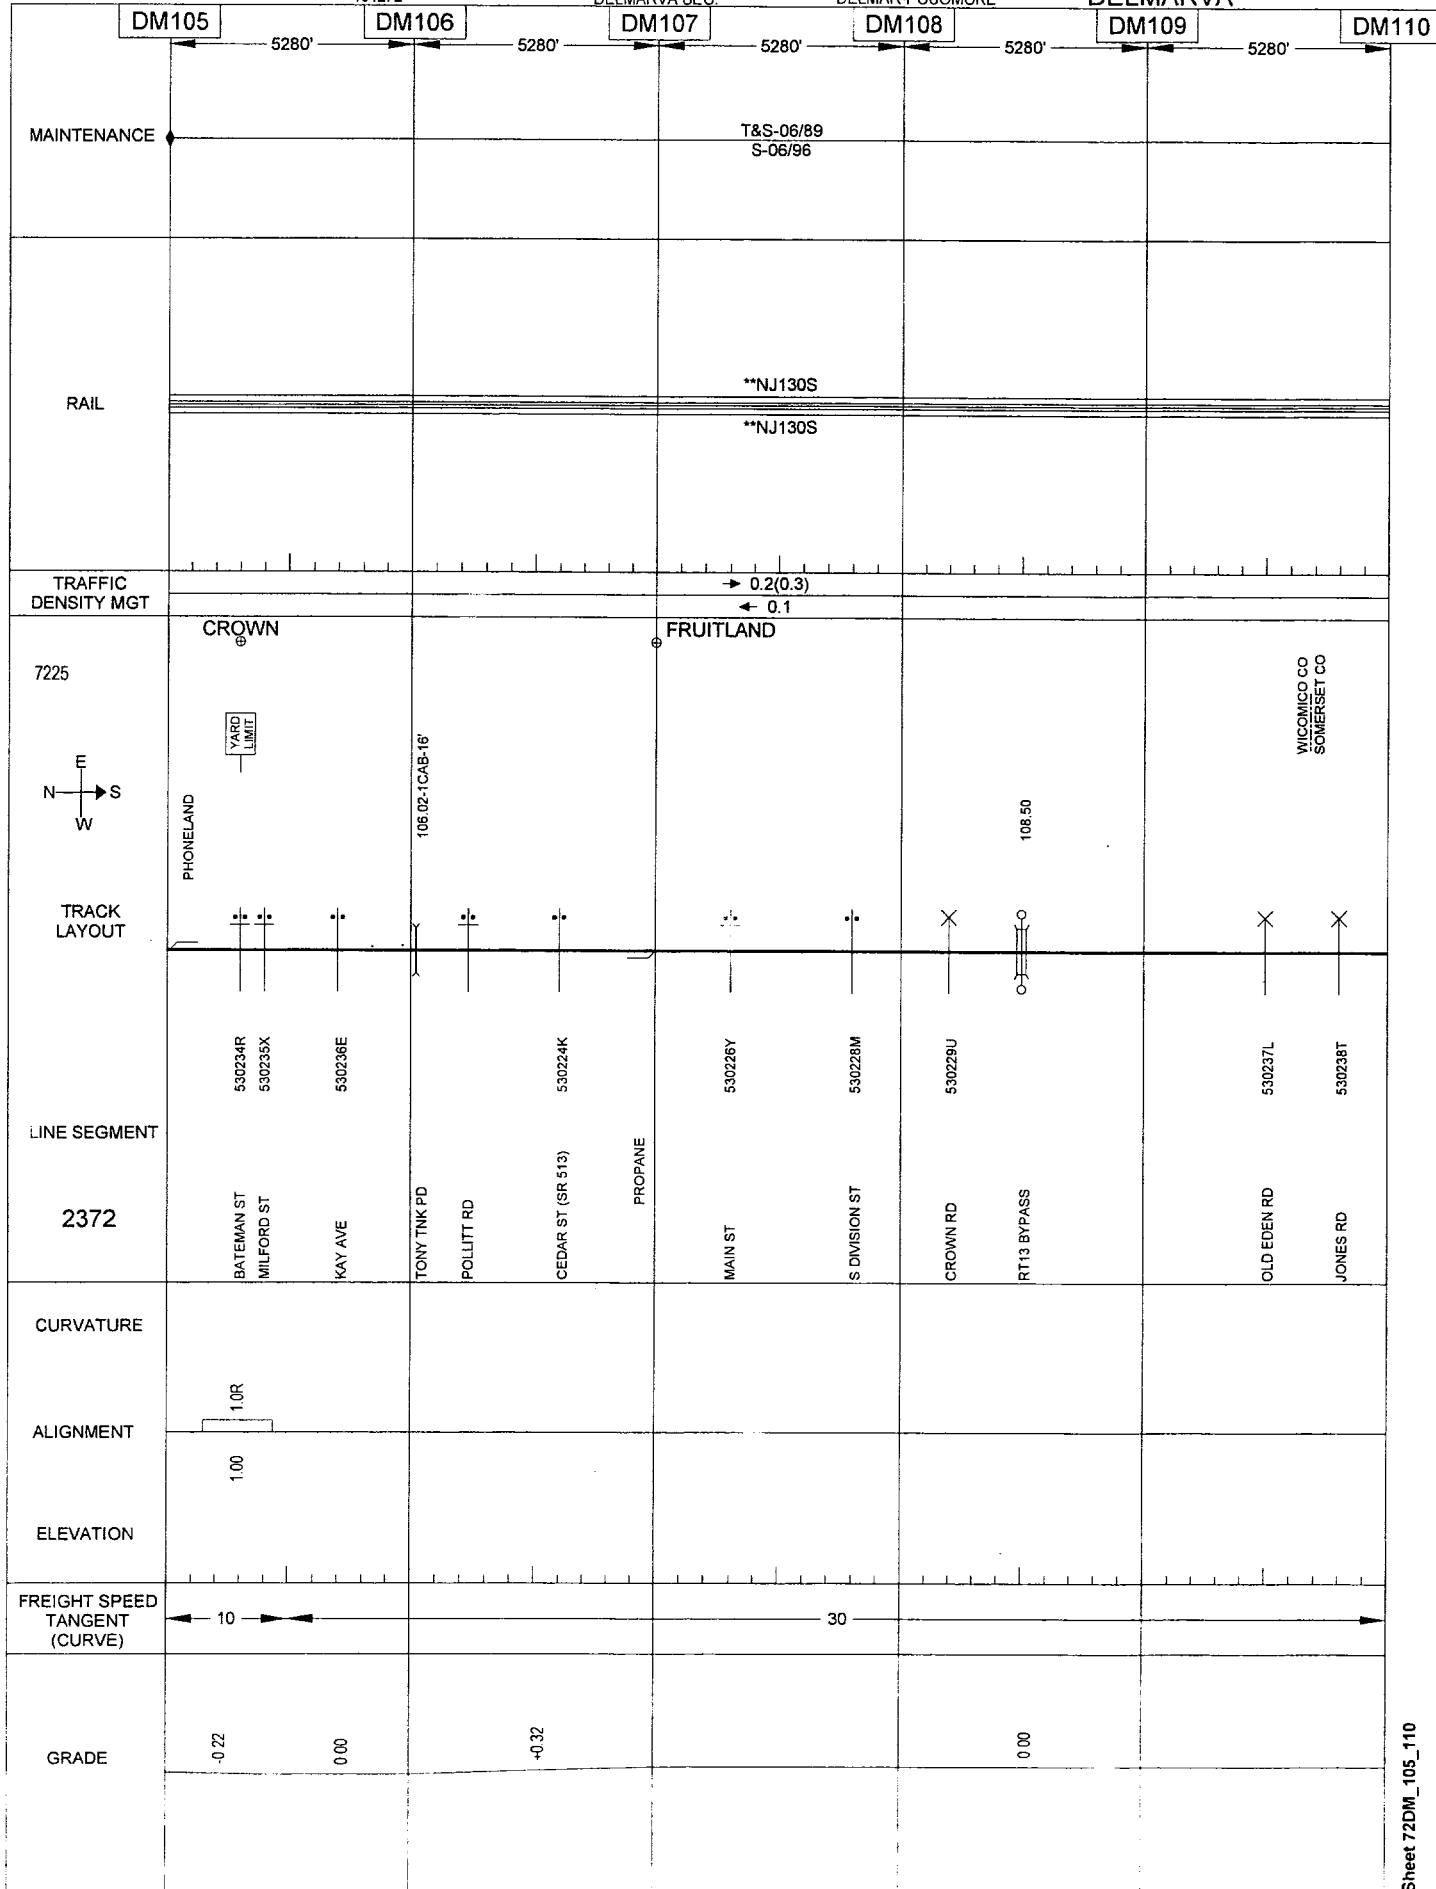 DELMARVA SEC.
DELMARVA
DM105
DM106
DM107
DM108
DM109
DM110
5280'
5280'
5280'
5280'
5280'
MAINTENANCE
T&S-06/89
S-06/96
RAIL
**NJ130S
**NJ130S
TRAFFIC
DENSITY MGT
→ 0.2(0.3)
← 0.1
CROWN
FRUITLAND
7225
YARD
LIMIT
WICOMICO CO
SOMERSET CO
E
N
S
W
PHONELAND
106.02-1CAB-16'
108.50
TRACK
LAYOUT
530234R
530235X
530236E
530224K
530226Y
530228M
530229U
530237L
530238T
LINE SEGMENT
2372
BATEMAN ST
MILFORD ST
KAY AVE
TONY TNK PD
POLLITT RD
CEDAR ST (SR 513)
PROPANE
MAIN ST
S DIVISION ST
CROWN RD
RT13 BYPASS
OLD EDEN RD
JONES RD
CURVATURE
1.0R
ALIGNMENT
1.00
ELEVATION
FREIGHT SPEED
TANGENT
(CURVE)
10
30
GRADE
-0.22
0.00
+0.32
0.00
Sheet 72DM_105_110